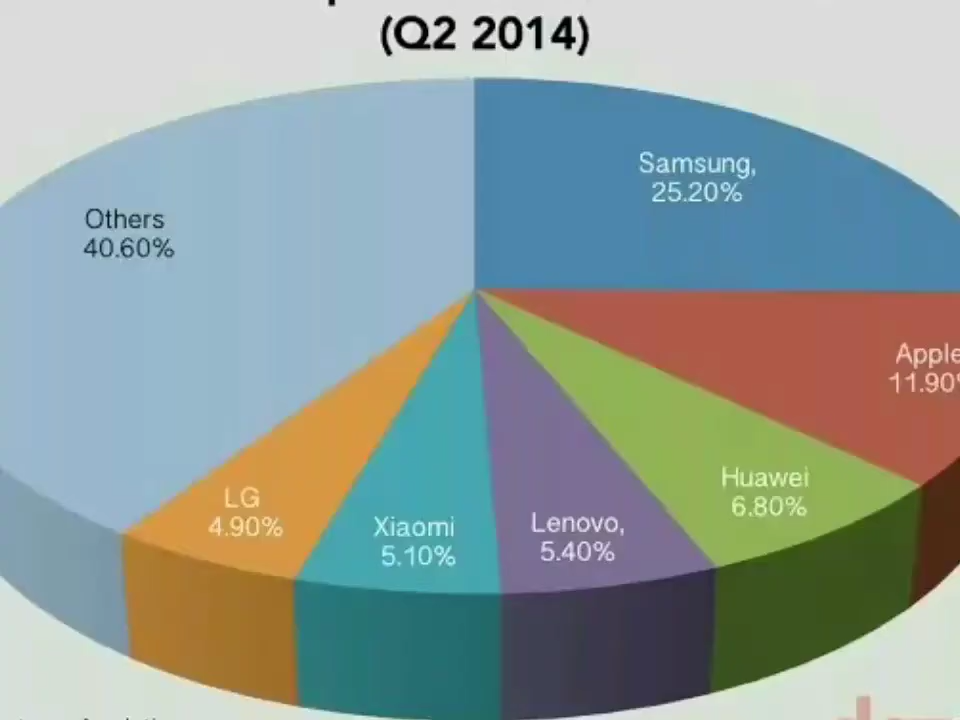 (Q2 2014)
Samsung,
25.20%
Others
40.60%
Apple
11.90%
Huawei
6.80%
LG
4.90%
Xiaomi
5.10%
Lenovo,
5.40%